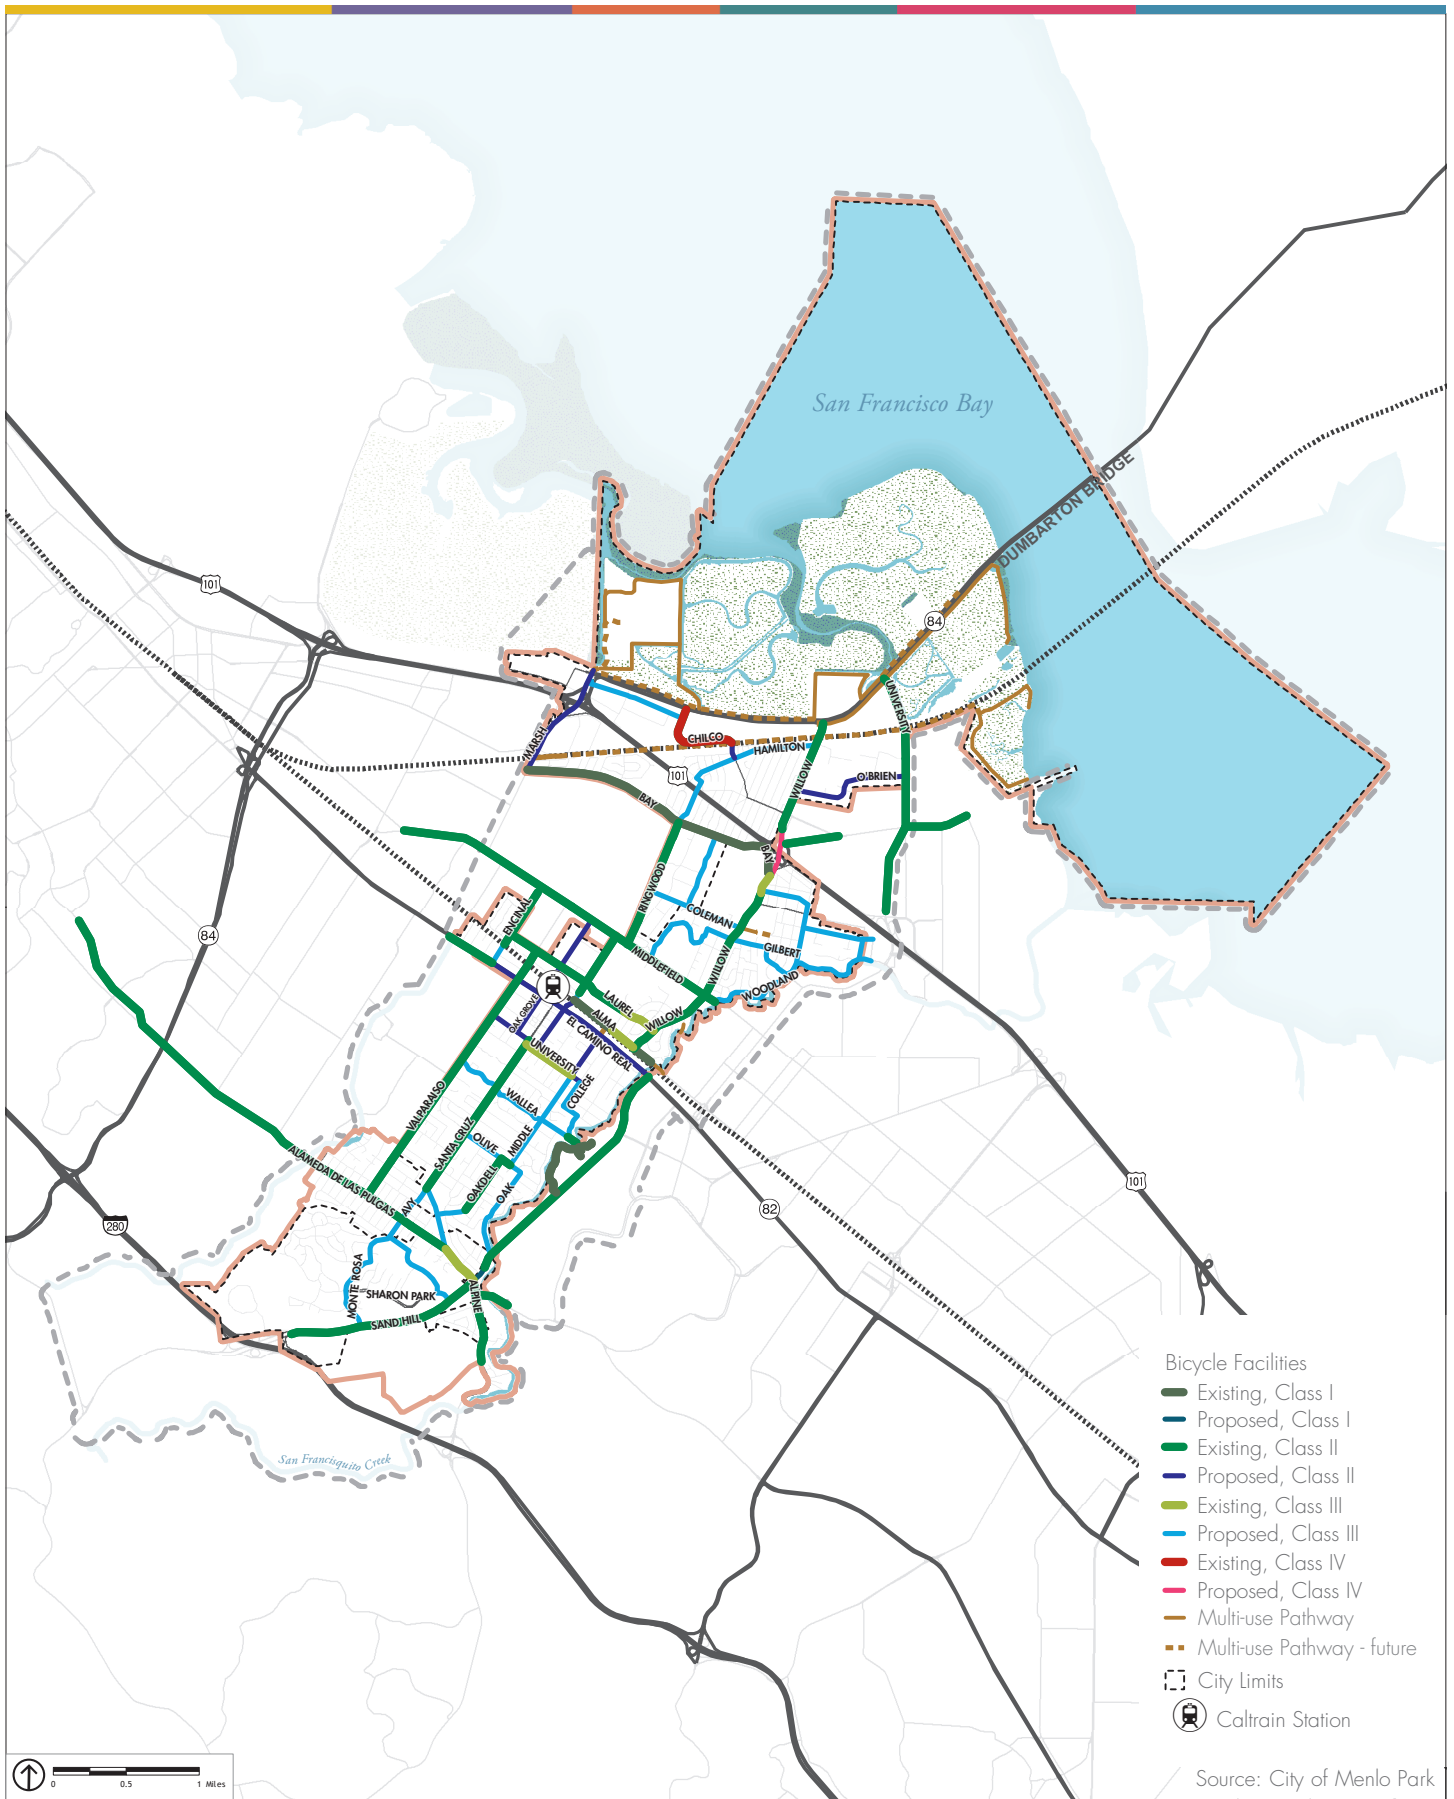 San Francisco Bay
DUMBARTON BRIDGE
101
84
UNIVERSITY
MARSH
CHILCO
HAMILTON
101
WILLOW
O'BRIEN
BAY
BAY
RINGWOOD
ENCINAL
COLEMAN
84
MIDDLEFIELD
WILLOW
GILBERT
WOODLAND
OAK GROVE
LAUREL
ALMA
WILLOW
EL CAMINO REAL
UNIVERSITY
VALPARAISO
WALLEA
COLLEGE
SANTA CRUZ
OLIVE
MIDDLE
ALAMEDA DE LAS PULGAS
OAKDELL
OAK
AVY
101
82
280
MONTE ROSA
SHARON PARK
ALPINE
SAND HILL
San Francisquito Creek
Bicycle Facilities
Existing, Class I
Proposed, Class I
Existing, Class II
Proposed, Class II
Existing, Class III
Proposed, Class III
Existing, Class IV
Proposed, Class IV
Multi-use Pathway
Multi-use Pathway - future
City Limits
Caltrain Station
Source: City of Menlo Park
0 0.5 1 Miles